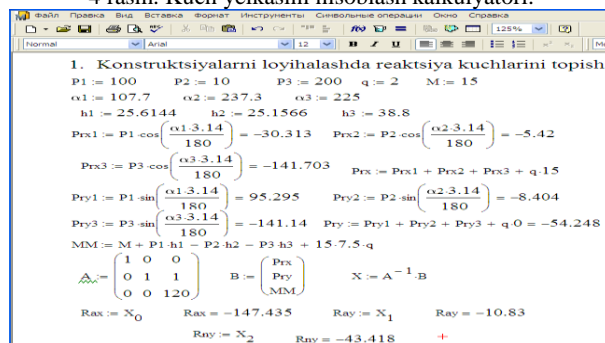 4 rasm. Kuch yelkasini hisoblash kalkulyatori.
Файл Правка Вид Вставка Формат Инструменты Символьные операции Окно Справка
125%
Normal Arial 12 B I U
1. Konstruktsiyalarni loyihalashda reaktsiya kuchlarini topish
P1 := 100 P2 := 10 P3 := 200 q := 2 M := 15
α1 := 107.7 α2 := 237.3 α3 := 225
h1 := 25.6144 h2 := 25.1566 h3 := 38.8
Prx1 := P1·cos(α1·3.14/180) = −30.313 Prx2 := P2·cos(α2·3.14/180) = −5.42
Prx3 := P3·cos(α3·3.14/180) = −141.703 Prx := Prx1 + Prx2 + Prx3 + q·15
Pry1 := P1·sin(α1·3.14/180) = 95.295 Pry2 := P2·sin(α2·3.14/180) = −8.404
Pry3 := P3·sin(α3·3.14/180) = −141.14 Pry := Pry1 + Pry2 + Pry3 + q·0 = −54.248
MM := M + P1·h1 − P2·h2 − P3·h3 + 15·7.5·q
A := (1 0 0; 0 1 1; 0 0 120) B := (Prx; Pry; MM) X := A⁻¹·B
Rax := X₀ Rax = −147.435 Ray := X₁ Ray = −10.83
Rny := X₂ Rny = −43.418